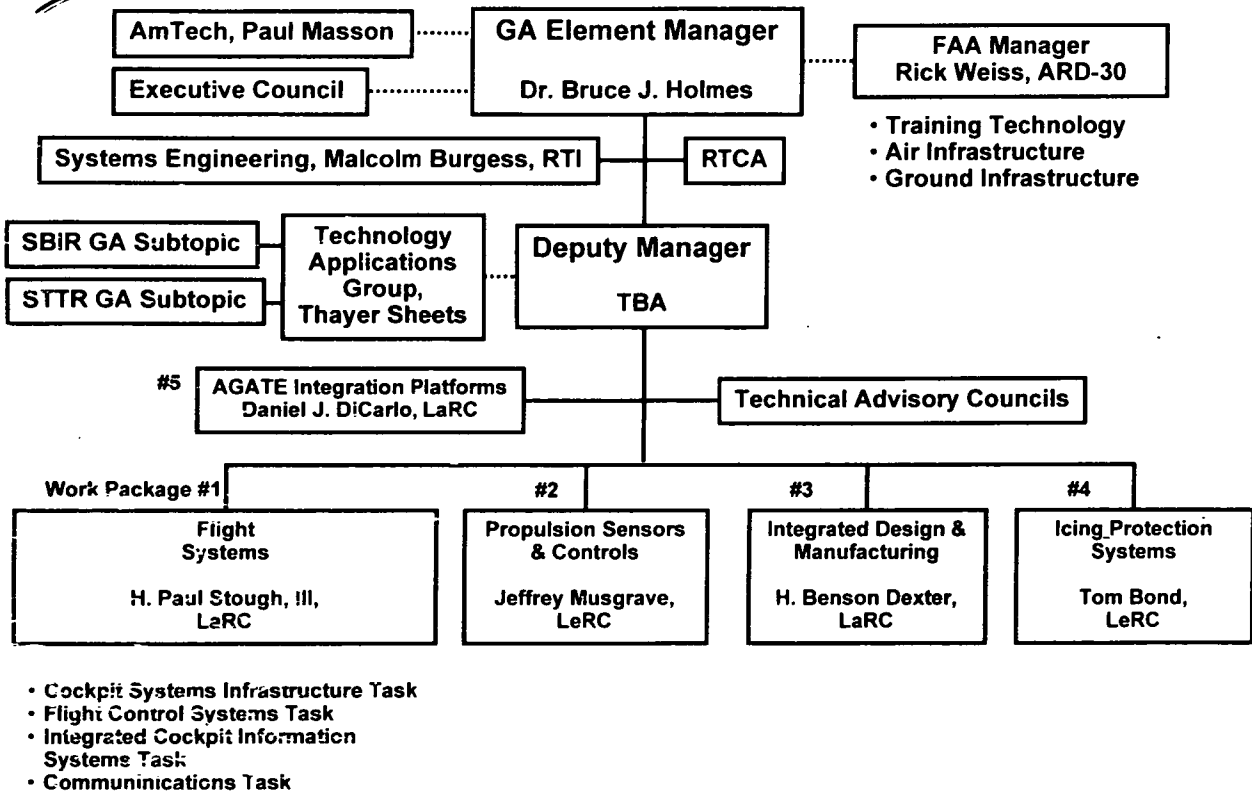 AmTech, Paul Masson
Executive Council
GA Element Manager
Dr. Bruce J. Holmes
FAA Manager
Rick Weiss, ARD-30
• Training Technology
• Air Infrastructure
• Ground Infrastructure
Systems Engineering, Malcolm Burgess, RTI
RTCA
SBIR GA Subtopic
STTR GA Subtopic
Technology
Applications
Group,
Thayer Sheets
Deputy Manager
TBA
#5
AGATE Integration Platforms
Daniel J. DiCarlo, LaRC
Technical Advisory Councils
Work Package #1
Flight
Systems
H. Paul Stough, III,
LaRC
#2
Propulsion Sensors
& Controls
Jeffrey Musgrave,
LeRC
#3
Integrated Design &
Manufacturing
H. Benson Dexter,
LaRC
#4
Icing Protection
Systems
Tom Bond,
LeRC
• Cockpit Systems Infrastructure Task
• Flight Control Systems Task
• Integrated Cockpit Information
Systems Task
• Communinications Task